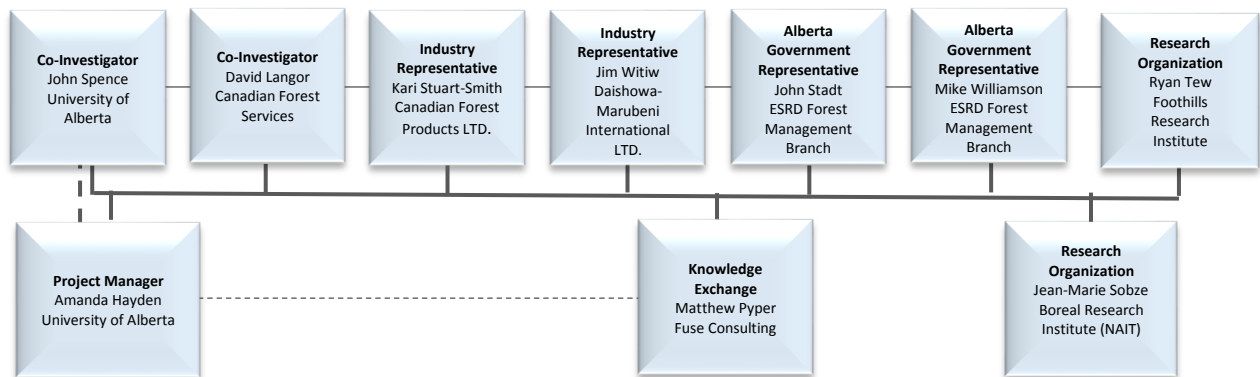 Co-Investigator
John Spence
University of
Alberta
Co-Investigator
David Langor
Canadian Forest
Services
Industry
Representative
Kari Stuart-Smith
Canadian Forest
Products LTD.
Industry
Representative
Jim Witiw
Daishowa-
Marubeni
International
LTD.
Alberta
Government
Representative
John Stadt
ESRD Forest
Management
Branch
Alberta
Government
Representative
Mike Williamson
ESRD Forest
Management
Branch
Research
Organization
Ryan Tew
Foothills
Research
Institute
Project Manager
Amanda Hayden
University of Alberta
Knowledge
Exchange
Matthew Pyper
Fuse Consulting
Research
Organization
Jean-Marie Sobze
Boreal Research
Institute (NAIT)